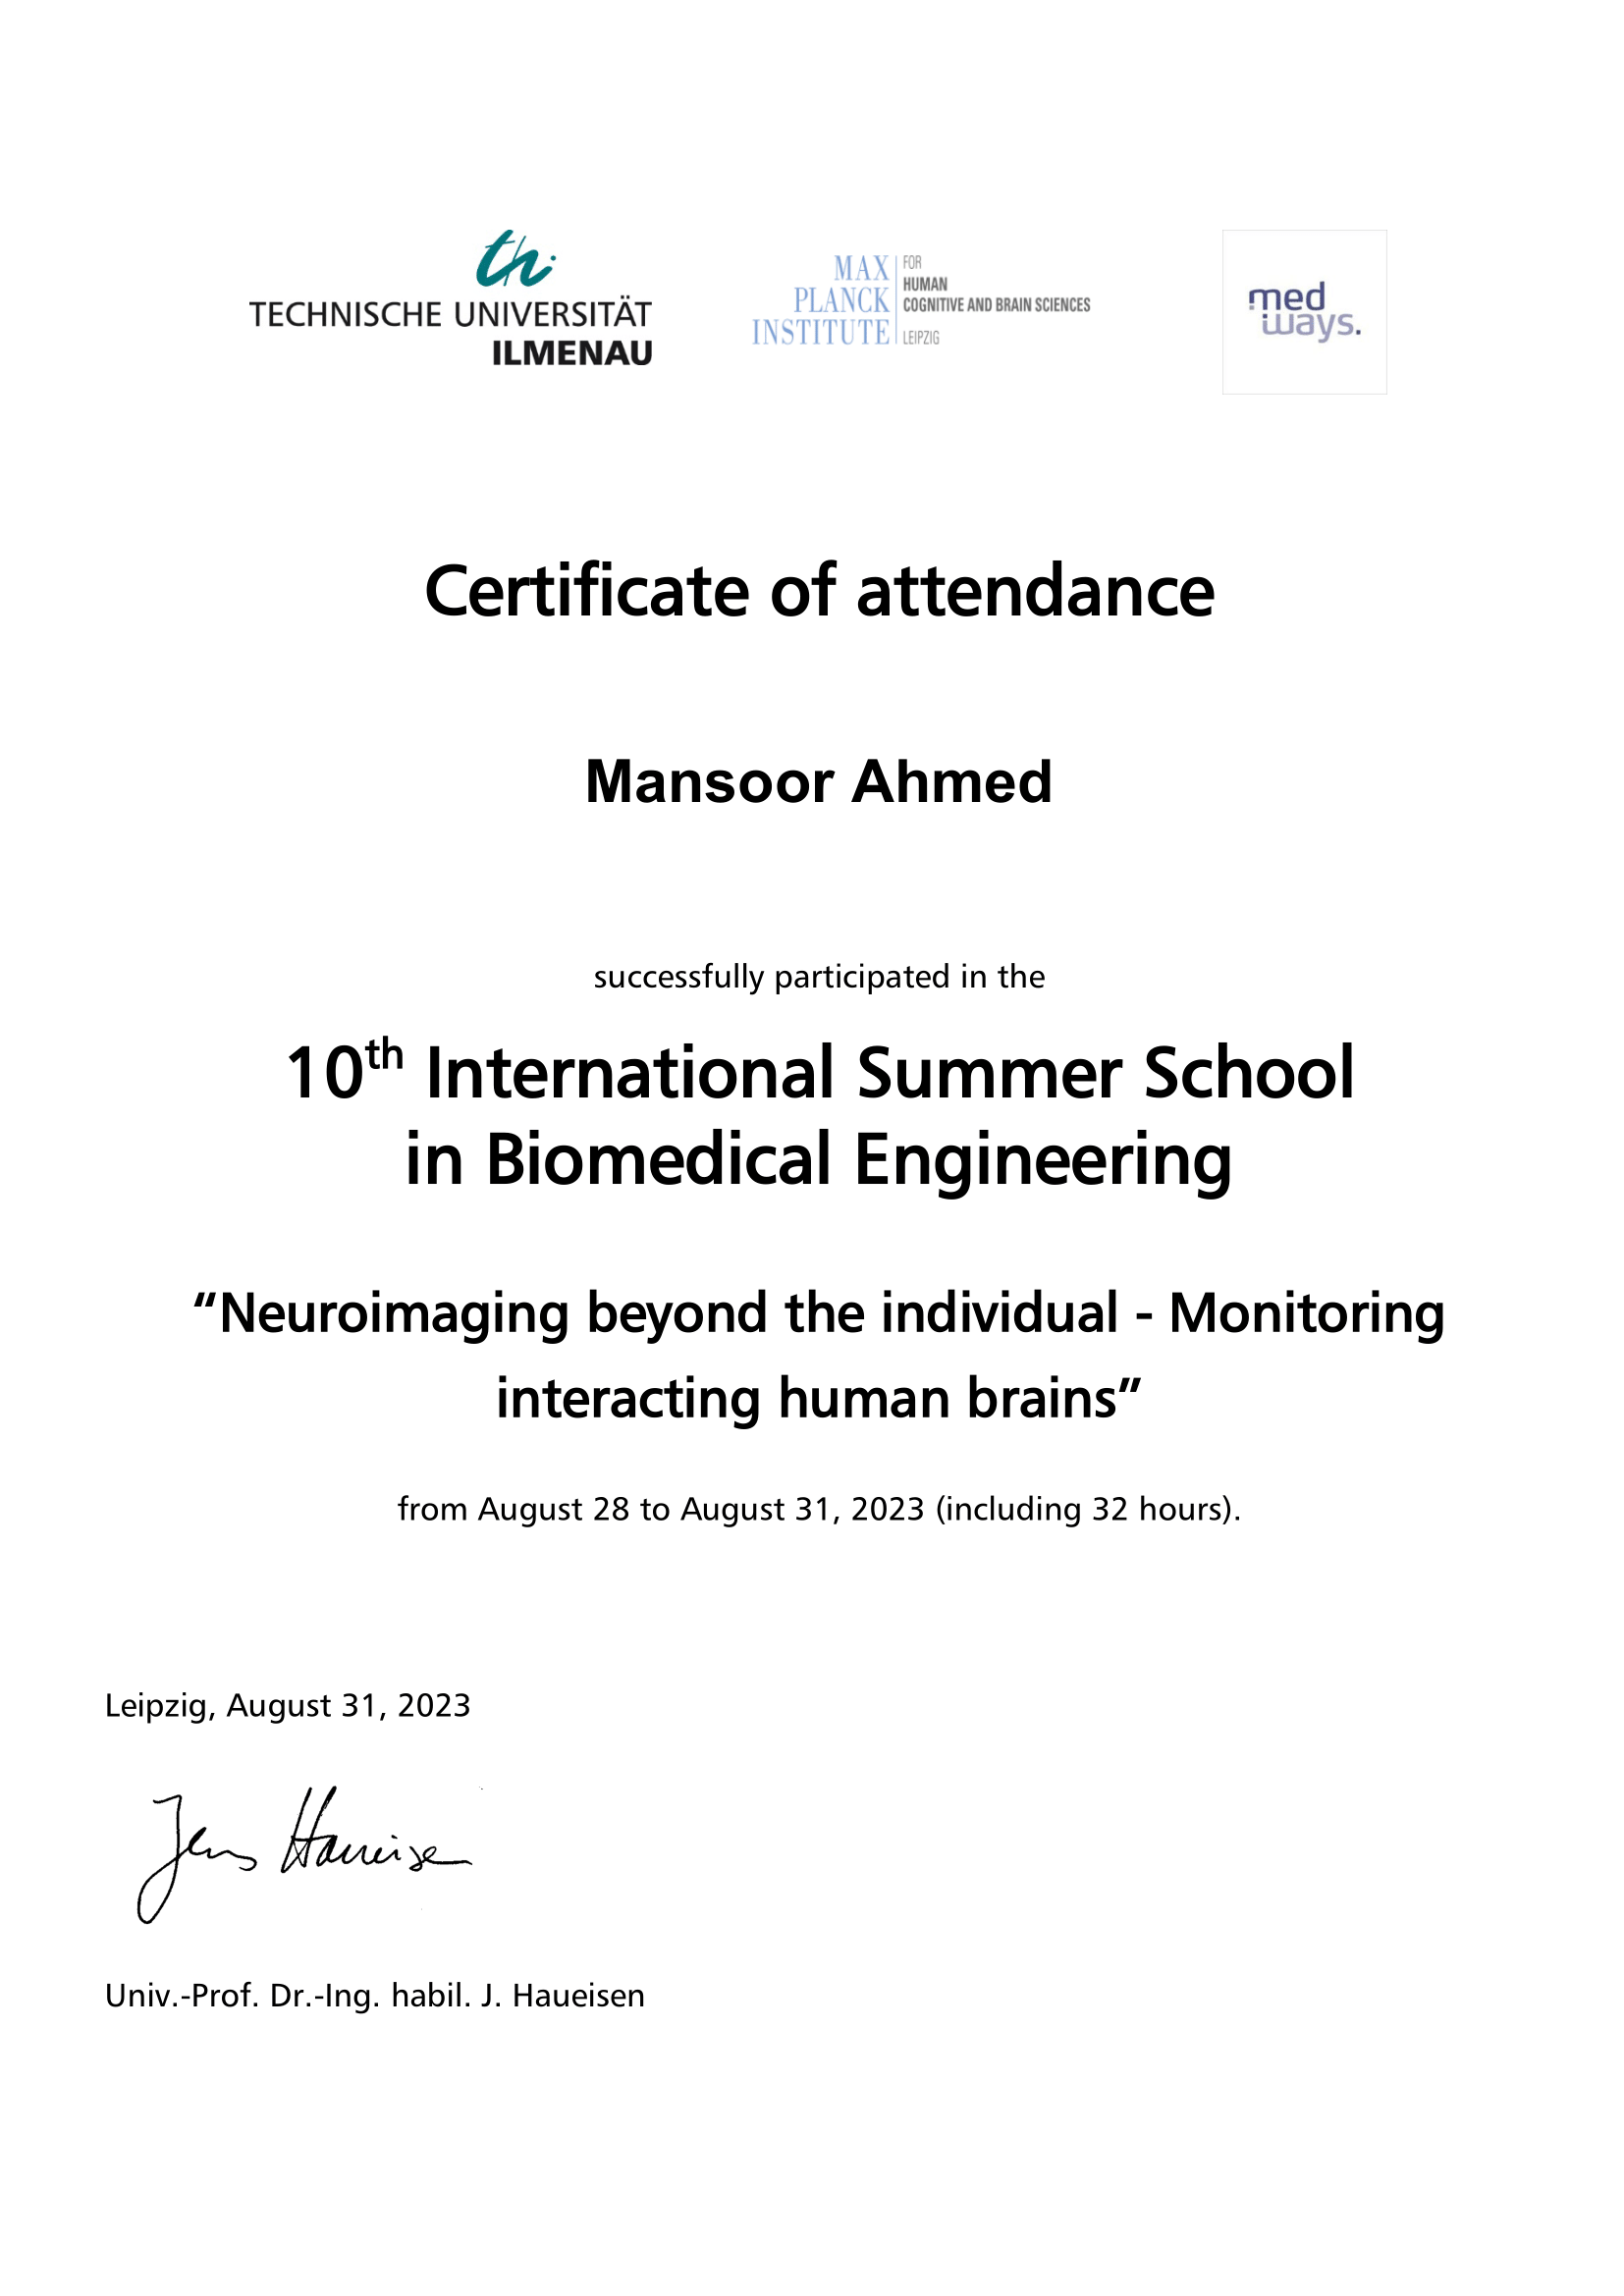 th
TECHNISCHE UNIVERSITÄT
ILMENAU
MAX
PLANCK
INSTITUTE
FOR
HUMAN
COGNITIVE AND BRAIN SCIENCES
LEIPZIG
med
ways.
Certificate of attendance
Mansoor Ahmed
successfully participated in the
10th International Summer School
in Biomedical Engineering
“Neuroimaging beyond the individual - Monitoring
interacting human brains”
from August 28 to August 31, 2023 (including 32 hours).
Leipzig, August 31, 2023
Jens Haueisen
Univ.-Prof. Dr.-Ing. habil. J. Haueisen